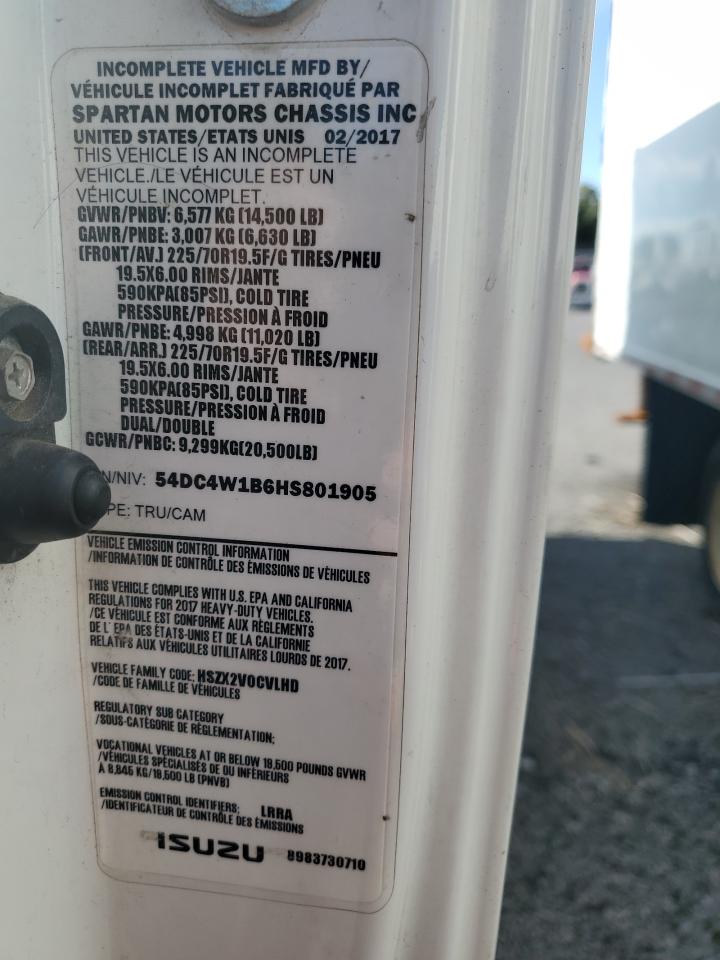 INCOMPLETE VEHICLE MFD BY/
VÉHICULE INCOMPLET FABRIQUÉ PAR
SPARTAN MOTORS CHASSIS INC
UNITED STATES/ETATS UNIS 02/2017
THIS VEHICLE IS AN INCOMPLETE
VEHICLE./LE VÉHICULE EST UN
VÉHICULE INCOMPLET.
GVWR/PNBV: 6,577 KG (14,500 LB)
GAWR/PNBE: 3,007 KG (6,630 LB)
(FRONT/AV.) 225/70R19.5F/G TIRES/PNEU
19.5X6.00 RIMS/JANTE
590KPA(85PSI), COLD TIRE
PRESSURE/PRESSION À FROID
GAWR/PNBE: 4,998 KG (11,020 LB)
(REAR/ARR.) 225/70R19.5F/G TIRES/PNEU
19.5X6.00 RIMS/JANTE
590KPA(85PSI), COLD TIRE
PRESSURE/PRESSION À FROID
DUAL/DOUBLE
GCWR/PNBC: 9,299KG(20,500LB)
N/NIV: 54DC4W1B6HS801905
PE: TRU/CAM
VEHICLE EMISSION CONTROL INFORMATION
/INFORMATION DE CONTRÔLE DES ÉMISSIONS DE VÉHICULES
THIS VEHICLE COMPLIES WITH U.S. EPA AND CALIFORNIA
REGULATIONS FOR 2017 HEAVY-DUTY VEHICLES.
/CE VÉHICULE EST CONFORME AUX RÈGLEMENTS
DE L' EPA DES ÉTATS-UNIS ET DE LA CALIFORNIE
RELATIFS AUX VÉHICULES UTILITAIRES LOURDS DE 2017.
VEHICLE FAMILY CODE: HSZX2VOCVLHD
/CODE DE FAMILLE DE VÉHICULES
REGULATORY SUB CATEGORY
/SOUS-CATÉGORIE DE RÈGLEMENTATION:
VOCATIONAL VEHICLES AT OR BELOW 19,500 POUNDS GVWR
/VÉHICULES SPÉCIALISÉS DE OU INFÉRIEURS
À 8,845 KG/19,500 LB (PNVB)
EMISSION CONTROL IDENTIFIERS: LRRA
/IDENTIFICATEUR DE CONTRÔLE DES ÉMISSIONS
ISUZU 8983730710